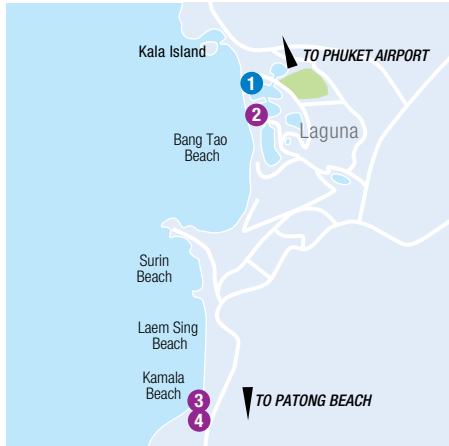 Kala Island
TO PHUKET AIRPORT
1
2
Laguna
Bang Tao
Beach
Surin
Beach
Laem Sing
Beach
Kamala
Beach
3
4
TO PATONG BEACH